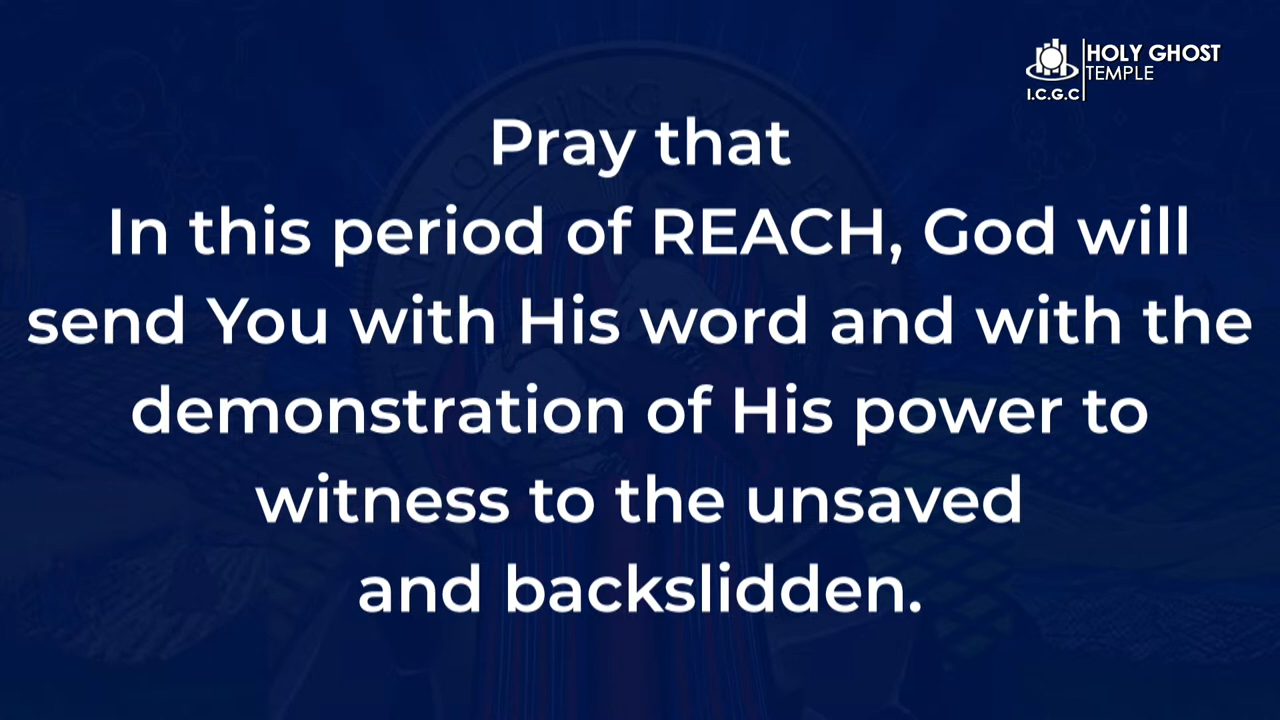 HOLY GHOST
TEMPLE
I.C.G.C
Pray that
In this period of REACH, God will
send You with His word and with the
demonstration of His power to
witness to the unsaved
and backslidden.